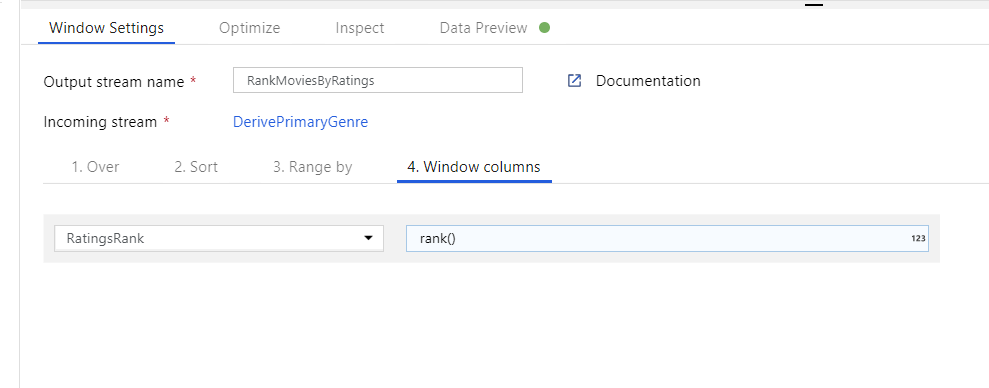 Window Settings Optimize Inspect Data Preview
Output stream name * RankMoviesByRatings Documentation
Incoming stream * DerivePrimaryGenre
1. Over 2. Sort 3. Range by 4. Window columns
RatingsRank rank() 123